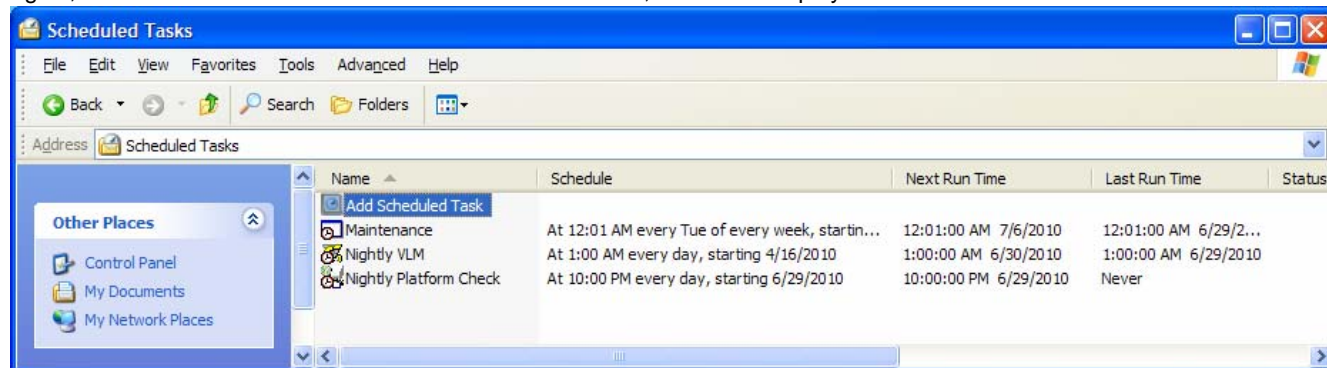 Scheduled Tasks
File Edit View Favorites Tools Advanced Help
Back Search Folders
Address Scheduled Tasks
Name Schedule Next Run Time Last Run Time Status
Add Scheduled Task
Other Places
Maintenance At 12:01 AM every Tue of every week, startin... 12:01:00 AM 7/6/2010 12:01:00 AM 6/29/2...
Nightly VLM At 1:00 AM every day, starting 4/16/2010 1:00:00 AM 6/30/2010 1:00:00 AM 6/29/2010
Control Panel
Nightly Platform Check At 10:00 PM every day, starting 6/29/2010 10:00:00 PM 6/29/2010 Never
My Documents
My Network Places